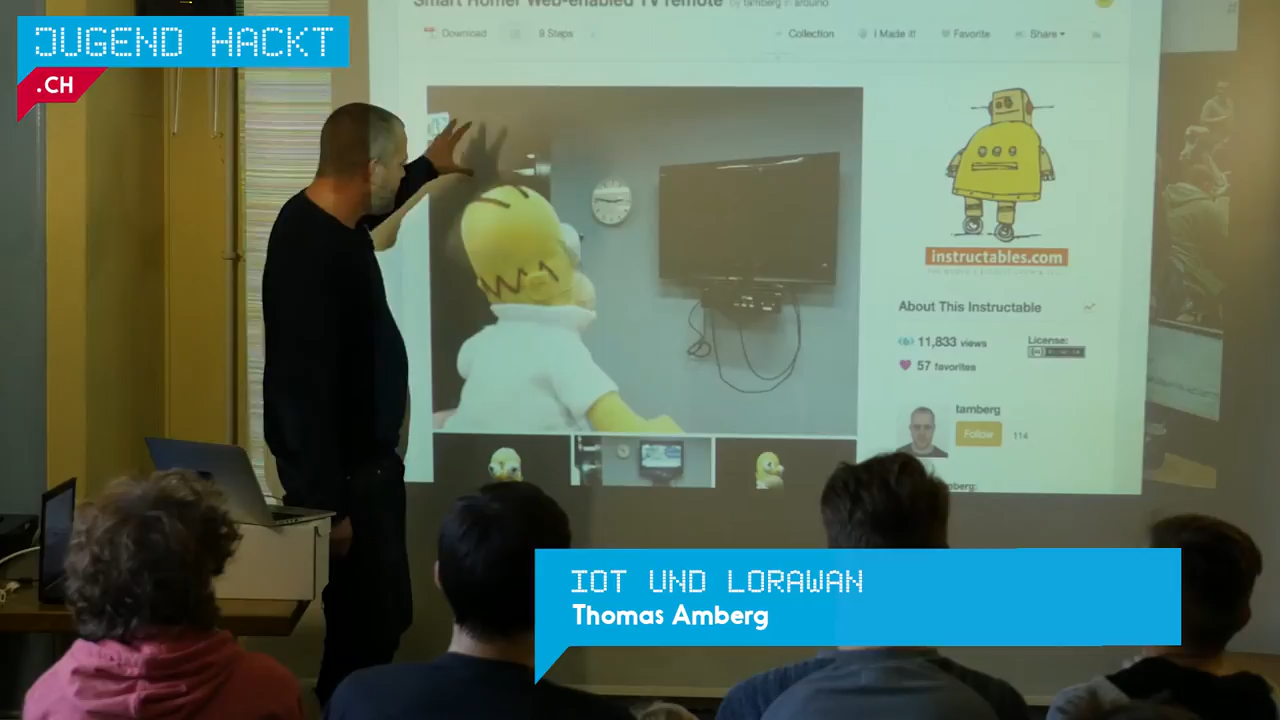 JUGEND HACKT
.CH
Smart Homer Web-enabled TV remote by tamberg in arduino
Download
9 Steps
Collection
I Made it!
Favorite
Share
instructables.com
About This Instructable
11,833 views
License:
57 favorites
tamberg
Follow
114
IOT UND LORAWAN
Thomas Amberg